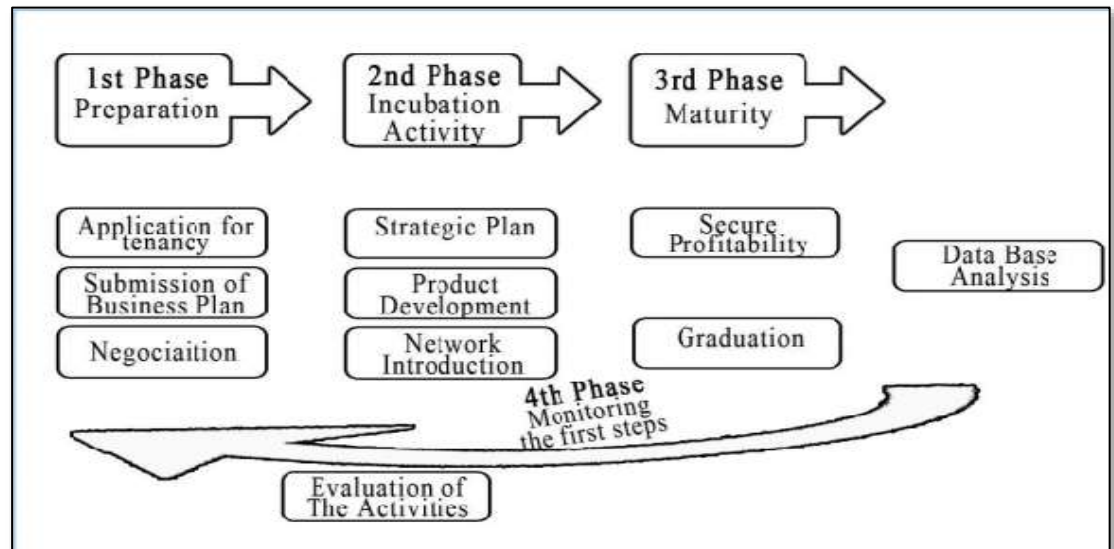 1st Phase
Preparation
2nd Phase
Incubation
Activity
3rd Phase
Maturity
Application for
tenancy
Submission of
Business Plan
Negociaition
Strategic Plan
Product
Development
Network
Introduction
Secure
Profitability
Graduation
Data Base
Analysis
4th Phase
Monitoring
the first steps
Evaluation of
The Activities